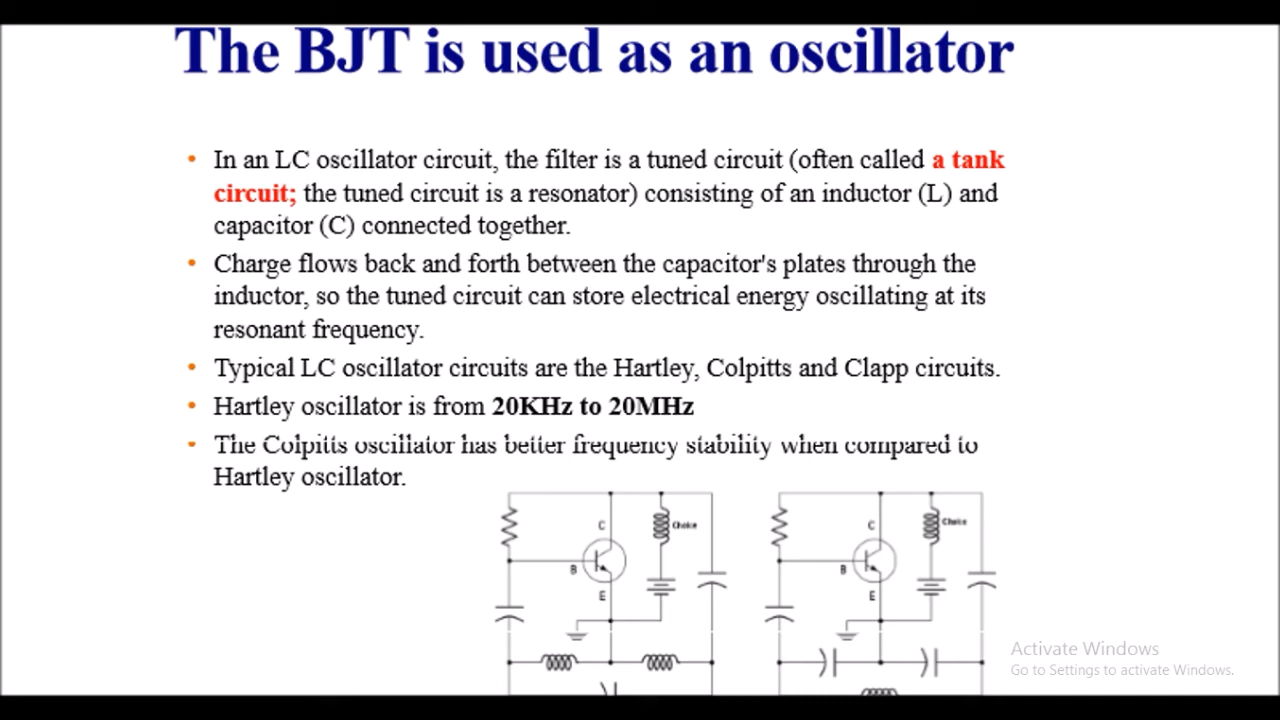 The BJT is used as an oscillator
• In an LC oscillator circuit, the filter is a tuned circuit (often called a tank
circuit; the tuned circuit is a resonator) consisting of an inductor (L) and
capacitor (C) connected together.
• Charge flows back and forth between the capacitor's plates through the
inductor, so the tuned circuit can store electrical energy oscillating at its
resonant frequency.
• Typical LC oscillator circuits are the Hartley, Colpitts and Clapp circuits.
• Hartley oscillator is from 20KHz to 20MHz
• The Colpitts oscillator has better frequency stability when compared to
Hartley oscillator.
C
Choke
B
E
C
Choke
B
E
Activate Windows
Go to Settings to activate Windows.